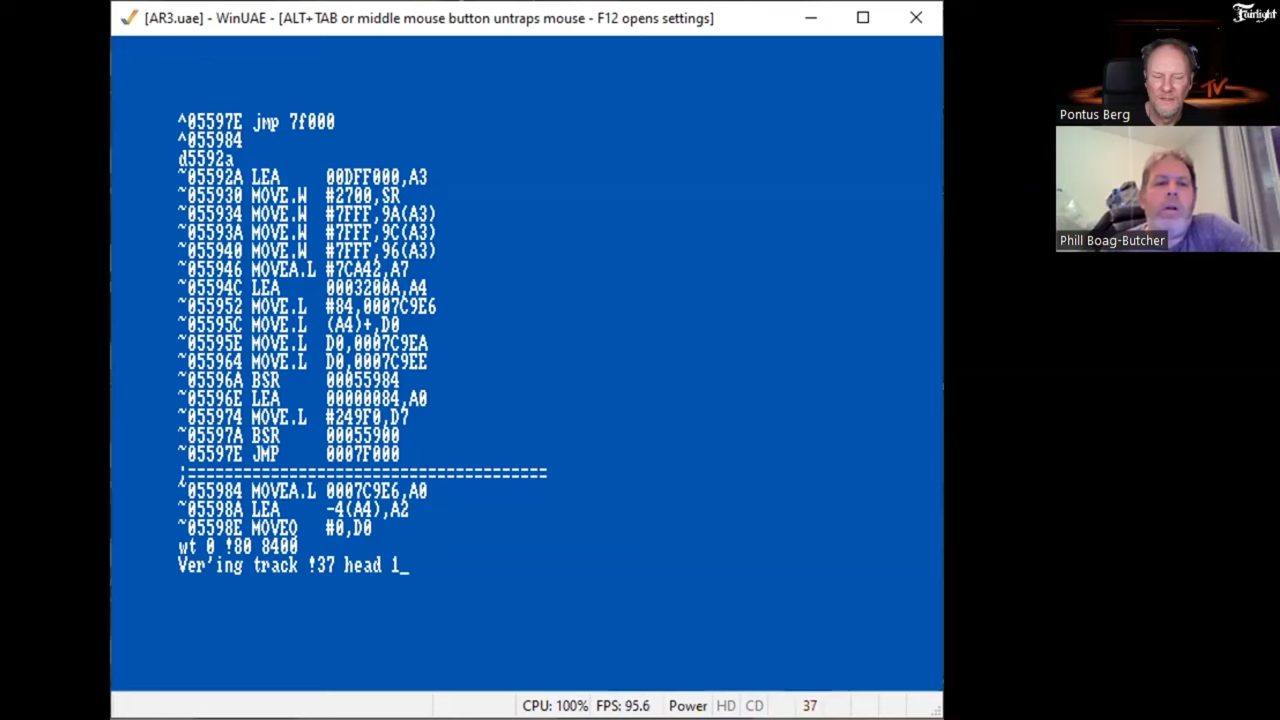 [AR3.uae] - WinUAE - [ALT+TAB or middle mouse button untraps mouse - F12 opens settings]
Fairlight
TV
Pontus Berg
Phill Boag-Butcher
^05597E jmp 7f000
^055984
d5592a
~05592A LEA 00DFF000,A3
~055930 MOVE.W #2700,SR
~055934 MOVE.W #7FFF,9A(A3)
~05593A MOVE.W #7FFF,9C(A3)
~055940 MOVE.W #7FFF,96(A3)
~055946 MOVEA.L #7CA42,A7
~05594C LEA 0003200A,A4
~055952 MOVE.L #84,0007C9E6
~05595C MOVE.L (A4)+,D0
~05595E MOVE.L D0,0007C9EA
~055964 MOVE.L D0,0007C9EE
~05596A BSR 00055984
~05596E LEA 00000084,A0
~055974 MOVE.L #249F0,D7
~05597A BSR 00055900
~05597E JMP 0007F000
;======================================
~055984 MOVEA.L 0007C9E6,A0
~05598A LEA -4(A4),A2
~05598E MOVEQ #0,D0
wt 0 !80 8400
Ver'ing track !37 head 1_
CPU: 100% FPS: 95.6 Power HD CD 37